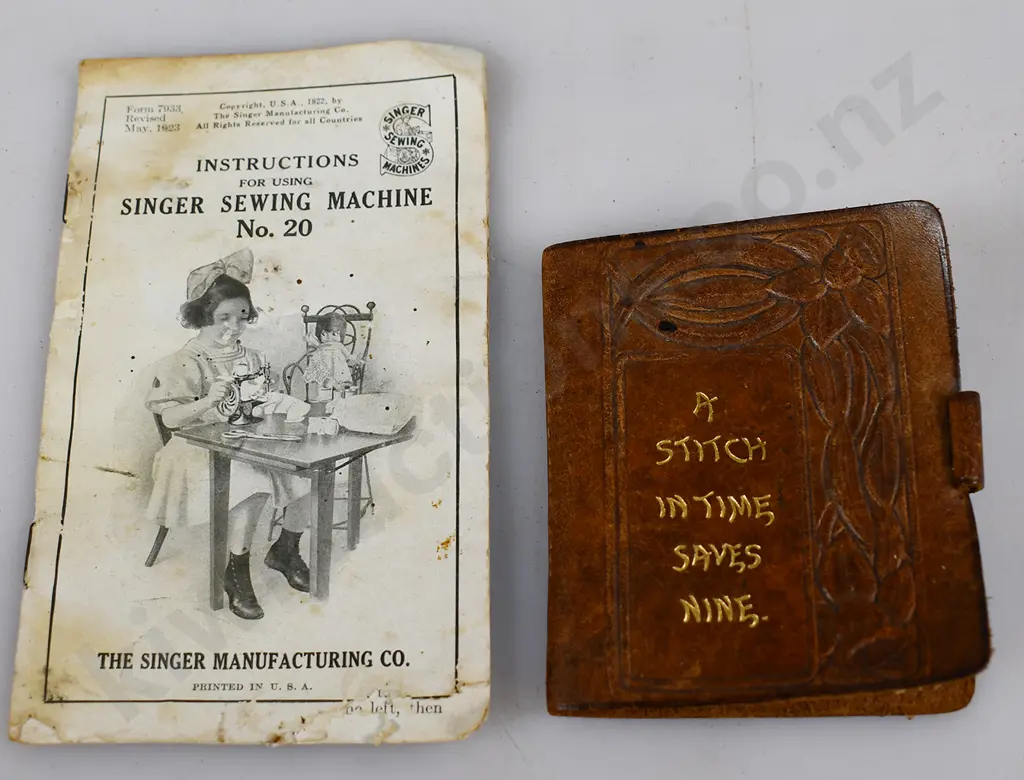 Form 7933
Revised
May, 1923
Copyright, U.S.A., 1922, by
The Singer Manufacturing Co.
All Rights Reserved for all Countries
SINGER
SEWING
MACHINES
INSTRUCTIONS
FOR USING
SINGER SEWING MACHINE
No. 20
THE SINGER MANUFACTURING CO.
PRINTED IN U. S. A.
left, then
A
STITCH
IN TIME
SAVES
NINE.